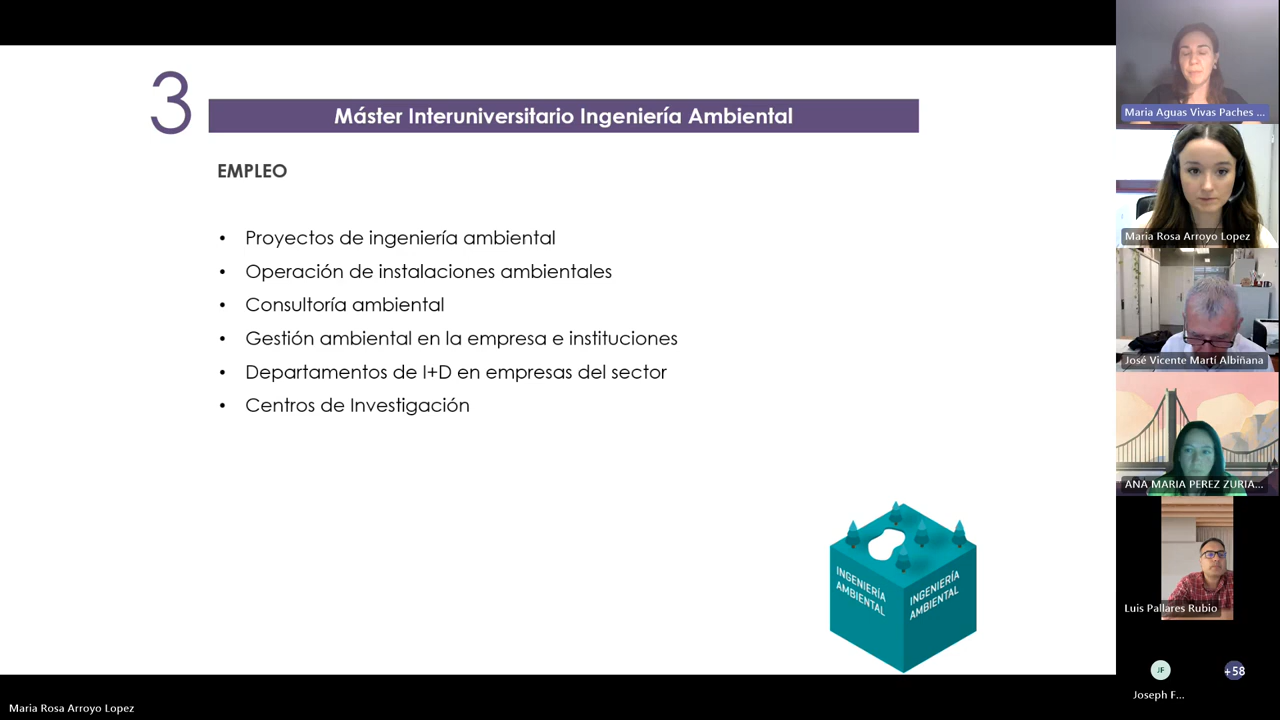 3
Máster Interuniversitario Ingeniería Ambiental
EMPLEO
• Proyectos de ingeniería ambiental
• Operación de instalaciones ambientales
• Consultoría ambiental
• Gestión ambiental en la empresa e instituciones
• Departamentos de I+D en empresas del sector
• Centros de Investigación
INGENIERÍA
AMBIENTAL
INGENIERÍA
AMBIENTAL
Maria Aguas Vivas Paches ...
Maria Rosa Arroyo Lopez
José Vicente Martí Albiñana
ANA MARIA PEREZ ZURIA...
Luis Pallares Rubio
JF
+58
Joseph F...
Maria Rosa Arroyo Lopez